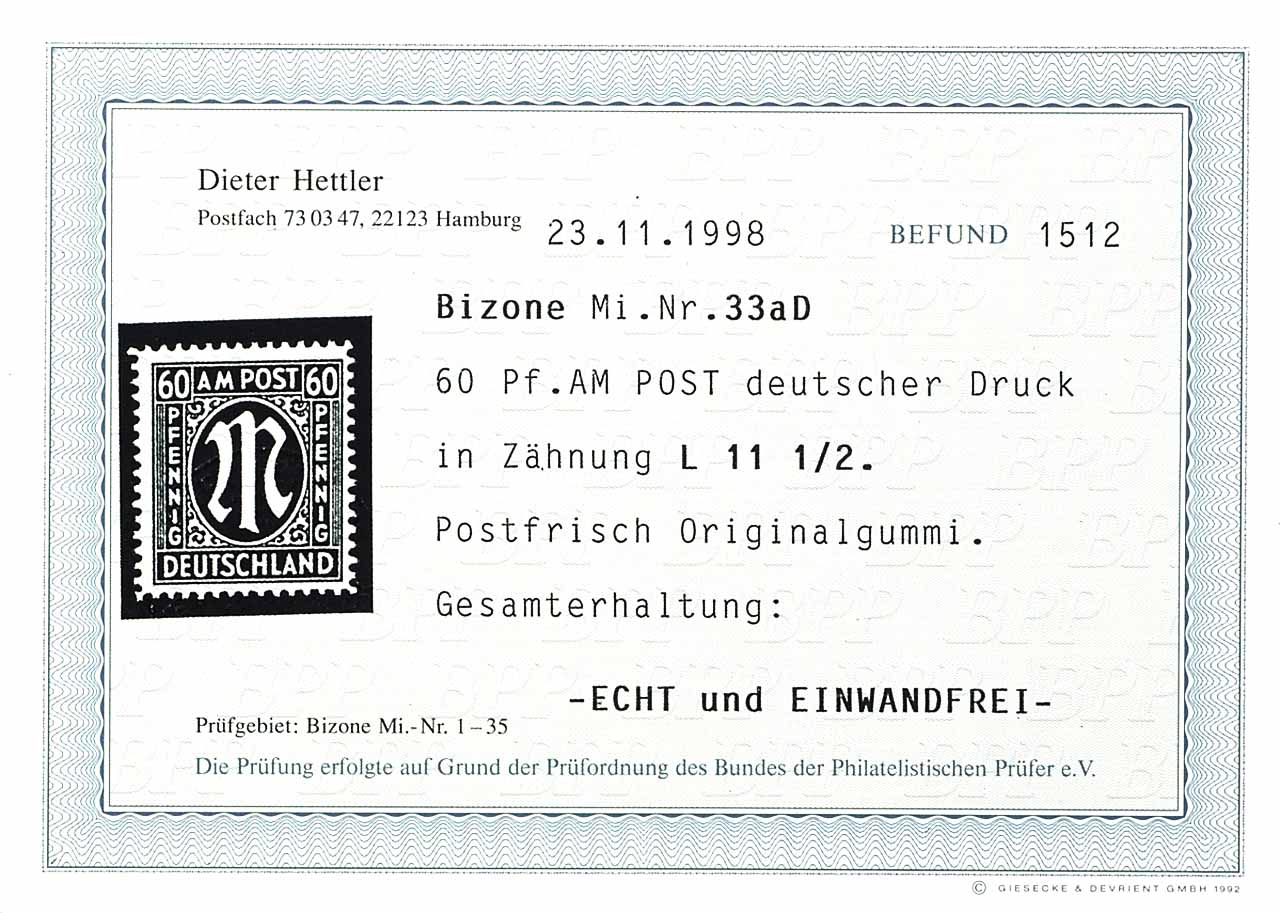 Dieter Hettler
Postfach 73 03 47, 22123 Hamburg
23.11.1998
BEFUND 1512
Bizone Mi.Nr.33aD
60 AM POST 60
PFENNIG
PFENNIG
DEUTSCHLAND
60 Pf.AM POST deutscher Druck
in Zähnung L 11 1/2.
Postfrisch Originalgummi.
Gesamterhaltung:
-ECHT und EINWANDFREI-
Prüfgebiet: Bizone Mi.-Nr. 1–35
Die Prüfung erfolgte auf Grund der Prüfordnung des Bundes der Philatelistischen Prüfer e.V.
© GIESECKE & DEVRIENT GMBH 1992